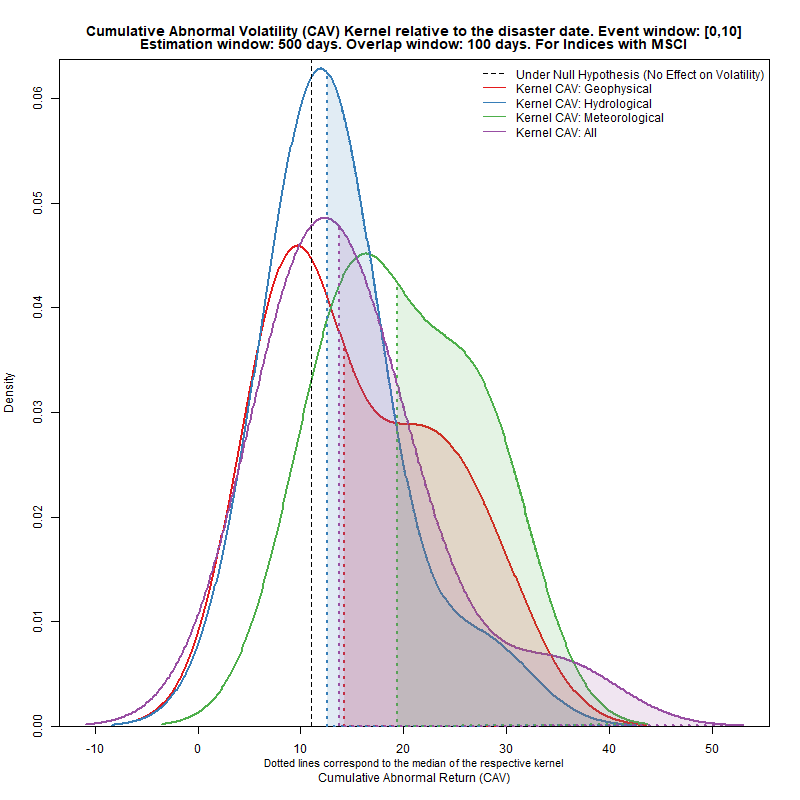 Cumulative Abnormal Volatility (CAV) Kernel relative to the disaster date. Event window: [0,10]
Estimation window: 500 days. Overlap window: 100 days. For Indices with MSCI
Under Null Hypothesis (No Effect on Volatility)
Kernel CAV: Geophysical
Kernel CAV: Hydrological
Kernel CAV: Meteorological
Kernel CAV: All
Density
0.06
0.05
0.04
0.03
0.02
0.01
0.00
-10 0 10 20 30 40 50
Dotted lines correspond to the median of the respective kernel
Cumulative Abnormal Return (CAV)